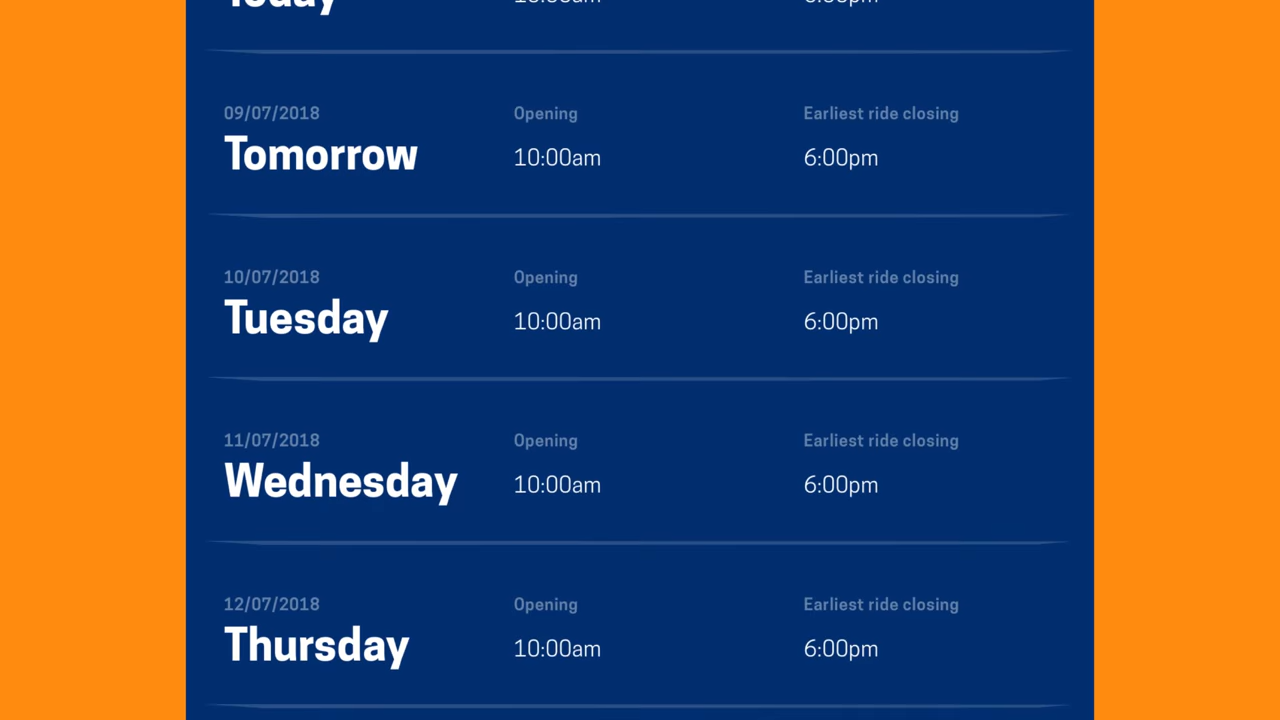 Today
09/07/2018 Opening Earliest ride closing
Tomorrow 10:00am 6:00pm
10/07/2018 Opening Earliest ride closing
Tuesday 10:00am 6:00pm
11/07/2018 Opening Earliest ride closing
Wednesday 10:00am 6:00pm
12/07/2018 Opening Earliest ride closing
Thursday 10:00am 6:00pm